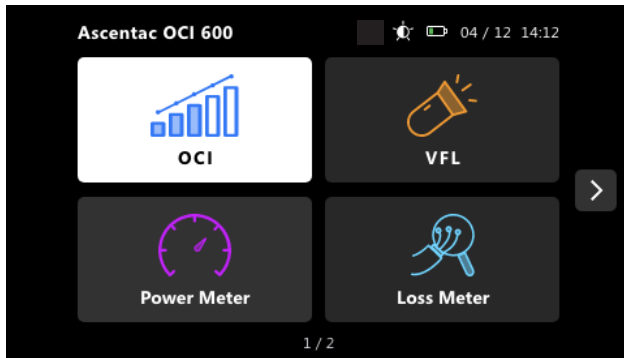 Ascentac OCI 600 04 / 12 14:12
OCI VFL
Power Meter Loss Meter
1 / 2